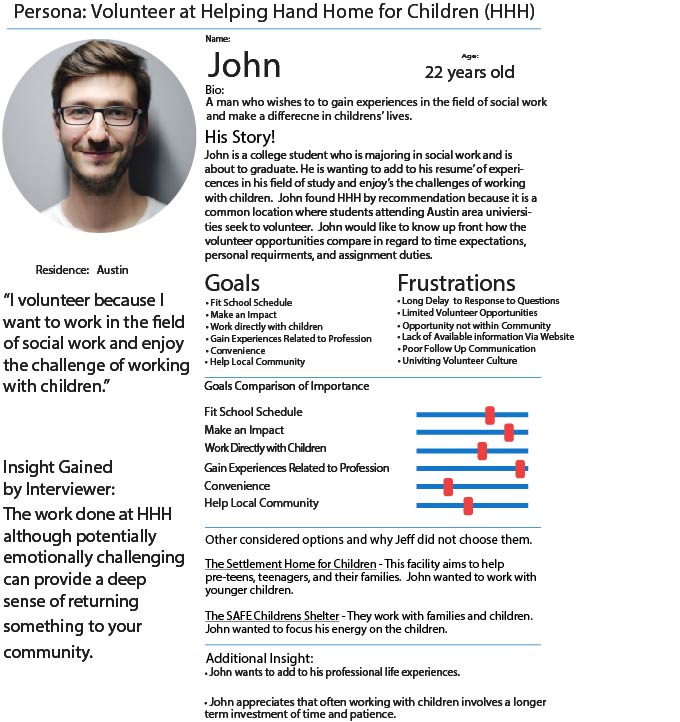 Persona: Volunteer at Helping Hand Home for Children (HHH)
Name:
John
Age:
22 years old
Bio:
A man who wishes to to gain experiences in the field of social work
and make a differecne in childrens’ lives.
His Story!
John is a college student who is majoring in social work and is
about to graduate. He is wanting to add to his resume’ of experi-
cences in his field of study and enjoy’s the challenges of working
with children. John found HHH by recommendation because it is a
common location where students attending Austin area univiersi-
ties seek to volunteer. John would like to know up front how the
volunteer opportunities compare in regard to time expectations,
personal requirments, and assignment duties.
Residence: Austin
“I volunteer because I
want to work in the field
of social work and enjoy
the challenge of working
with children.”
Insight Gained
by Interviewer:
The work done at HHH
although potentially
emotionally challenging
can provide a deep
sense of returning
something to your
community.
Goals
• Fit School Schedule
• Make an Impact
• Work directly with children
• Gain Experiences Related to Profession
• Convenience
• Help Local Community
Frustrations
• Long Delay to Response to Questions
• Limited Volunteer Opportunities
• Opportunity not within Community
• Lack of Available information Via Website
• Poor Follow Up Communication
• Univiting Volunteer Culture
Goals Comparison of Importance
Fit School Schedule
Make an Impact
Work Directly with Children
Gain Experiences Related to Profession
Convenience
Help Local Community
Other considered options and why Jeff did not choose them.
The Settlement Home for Children - This facility aims to help
pre-teens, teenagers, and their families. John wanted to work with
younger children.
The SAFE Childrens Shelter - They work with families and children.
John wanted to focus his energy on the children.
Additional Insight:
• John wants to add to his professional life experiences.
• John appreciates that often working with children involves a longer
term investment of time and patience.